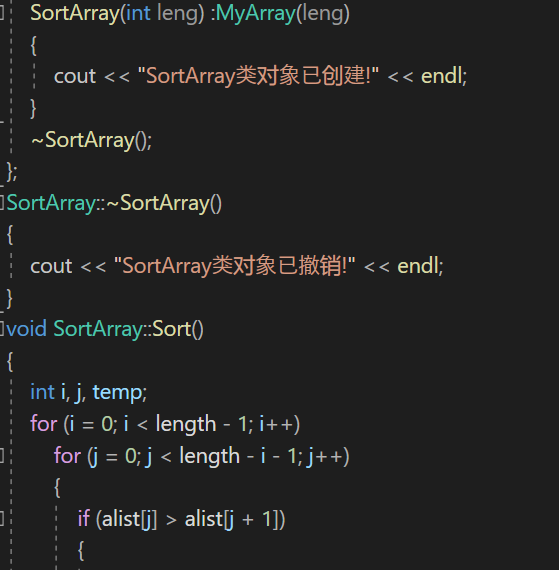 SortArray(int leng) :MyArray(leng)
{
cout << "SortArray类对象已创建!" << endl;
}
~SortArray();
};
SortArray::~SortArray()
{
cout << "SortArray类对象已撤销!" << endl;
}
void SortArray::Sort()
{
int i, j, temp;
for (i = 0; i < length - 1; i++)
for (j = 0; j < length - i - 1; j++)
{
if (alist[j] > alist[j + 1])
{